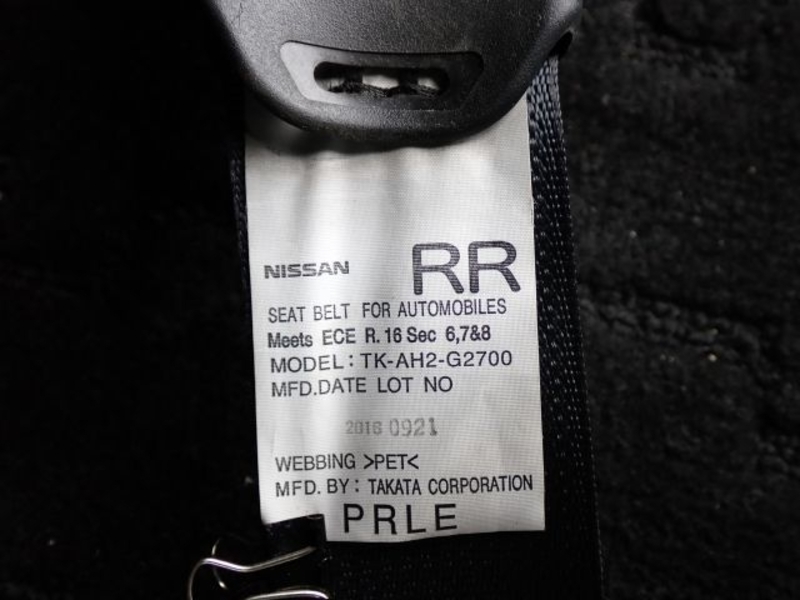 NISSAN RR
SEAT BELT FOR AUTOMOBILES
Meets ECE R.16 Sec 6,7&8
MODEL: TK-AH2-G2700
MFD.DATE LOT NO
2016 0921
WEBBING >PET<
MFD. BY: TAKATA CORPORATION
PRLE